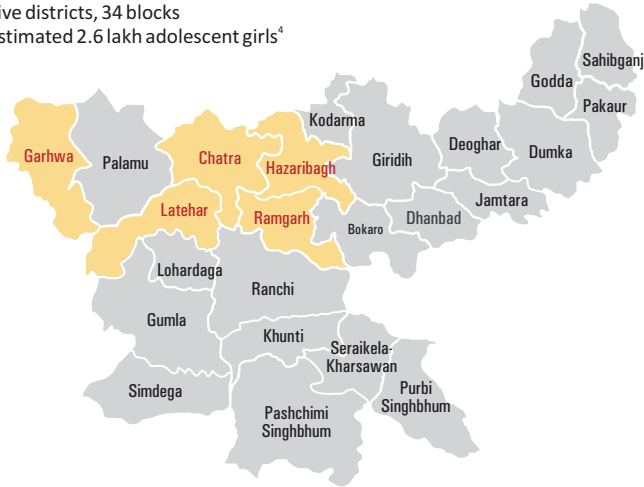 ive districts, 34 blocks
stimated 2.6 lakh adolescent girls⁴
Sahibganj
Godda
Pakaur
Kodarma
Garhwa
Palamu
Chatra
Hazaribagh
Giridih
Deoghar
Dumka
Latehar
Ramgarh
Bokaro
Dhanbad
Jamtara
Lohardaga
Ranchi
Gumla
Khunti
Seraikela-
Kharsawan
Simdega
Purbi
Singhbhum
Pashchimi
Singhbhum